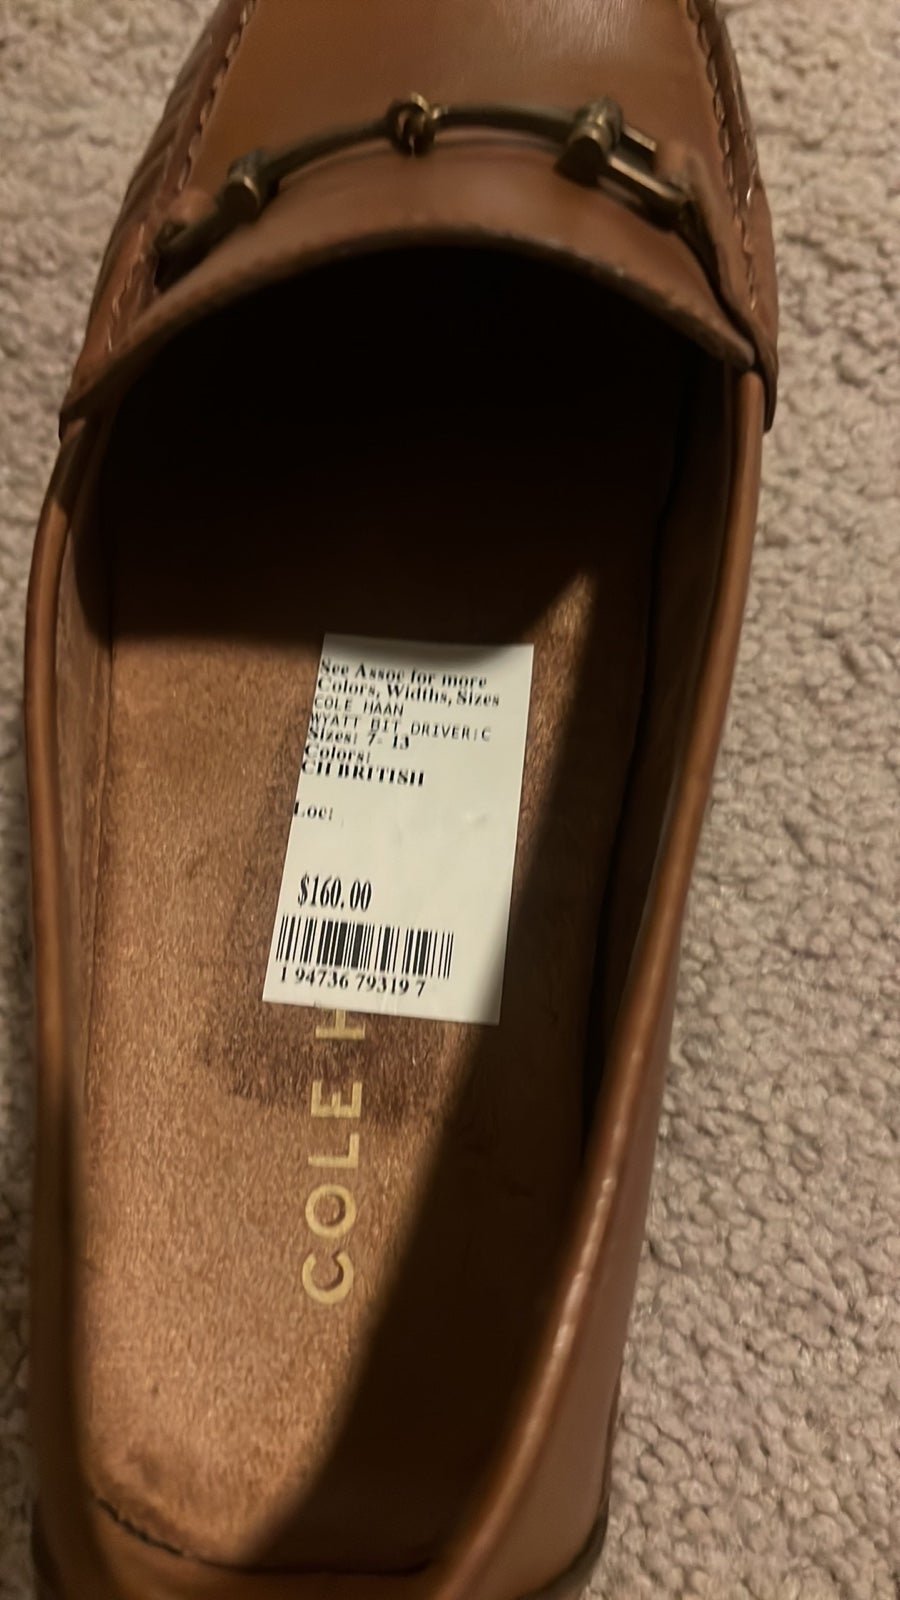 See Assoc for more
Colors, Widths, Sizes
COLE HAAN
WYATT BIT DRIVER:C
Sizes: 7- 13
Colors:
CH BRITISH
Loc:
$160.00
1 94736 79319 7
COLE H